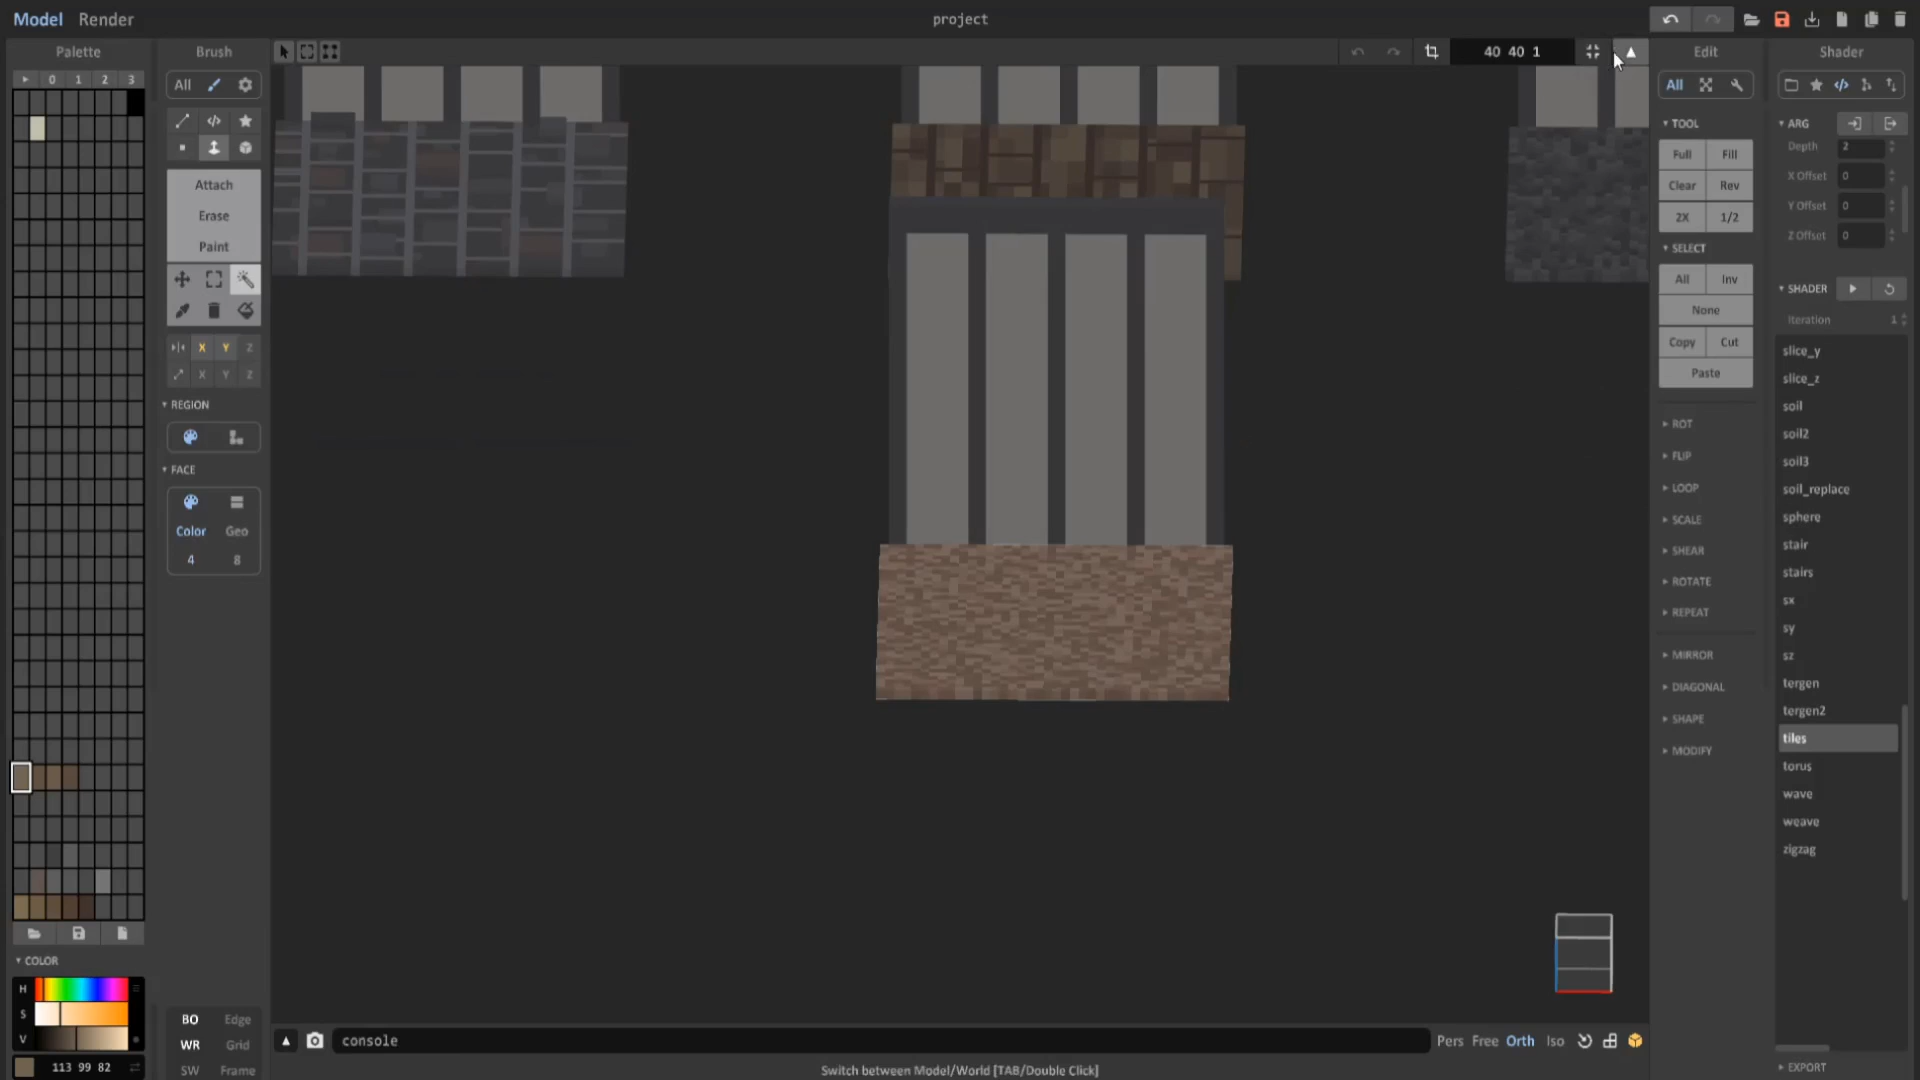 Model Render project
Palette Brush 40 40 1 Edit Shader
0 1 2 3
All All
TOOL ARG
Full Fill Depth 2
Clear Rev X Offset 0
2X 1/2 Y Offset 0
Z Offset 0
Attach
Erase
Paint
SELECT
All Inv
None
Copy Cut
Paste
SHADER
Iteration 1
X Y Z
X Y Z
REGION
FACE
Color Geo
4 8
ROT
FLIP
LOOP
SCALE
SHEAR
ROTATE
REPEAT
MIRROR
DIAGONAL
SHAPE
MODIFY
slice_y
slice_z
soil
soil2
soil3
soil_replace
sphere
stair
stairs
sx
sy
sz
tergen
tergen2
tiles
torus
wave
weave
zigzag
COLOR
H
S
V
113 99 82
BO Edge
WR Grid
SW Frame
console Pers Free Orth Iso
Switch between Model/World [TAB/Double Click]
EXPORT